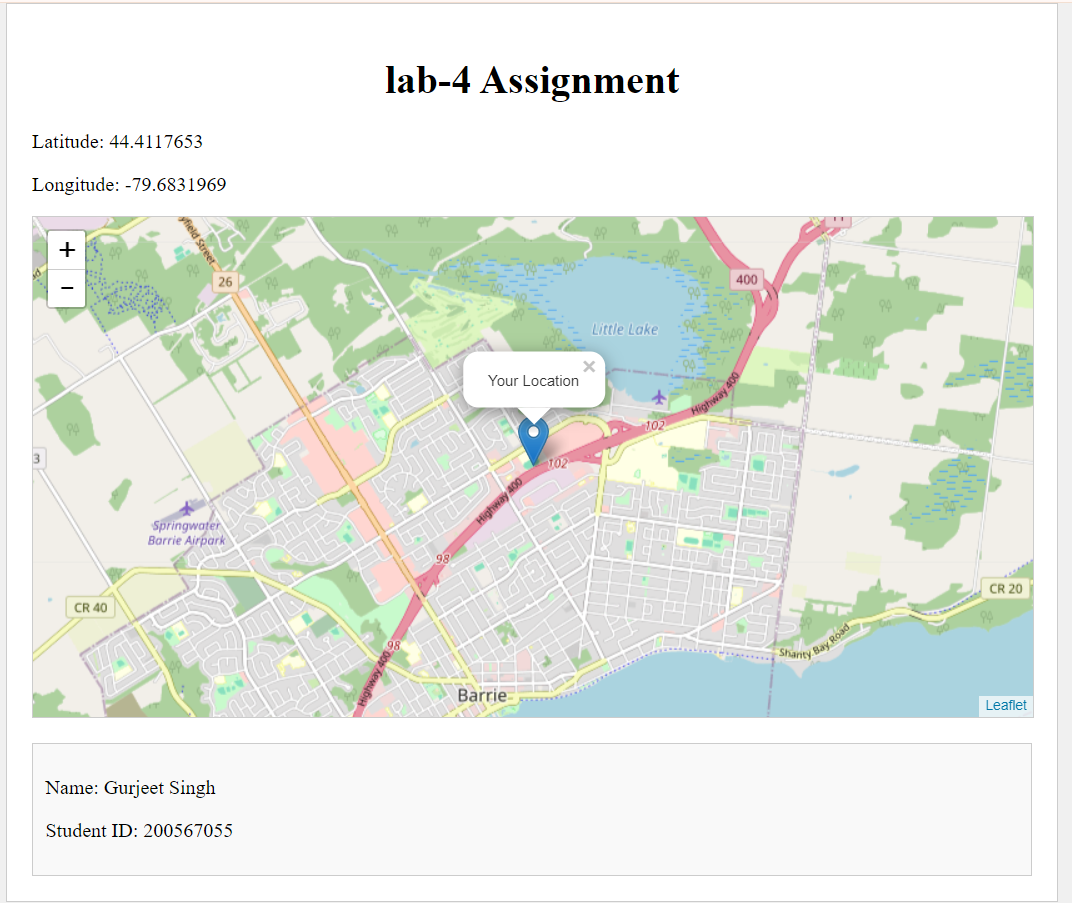 lab-4 Assignment
Latitude: 44.4117653
Longitude: -79.6831969
+
−
26
400
11
Little Lake
×
Your Location
Highway 400
102
102
3
Highway 400
Springwater
Barrie Airpark
98
CR 40
CR 20
98
Highway 400
Shanty Bay Road
Barrie
Leaflet
Name: Gurjeet Singh
Student ID: 200567055